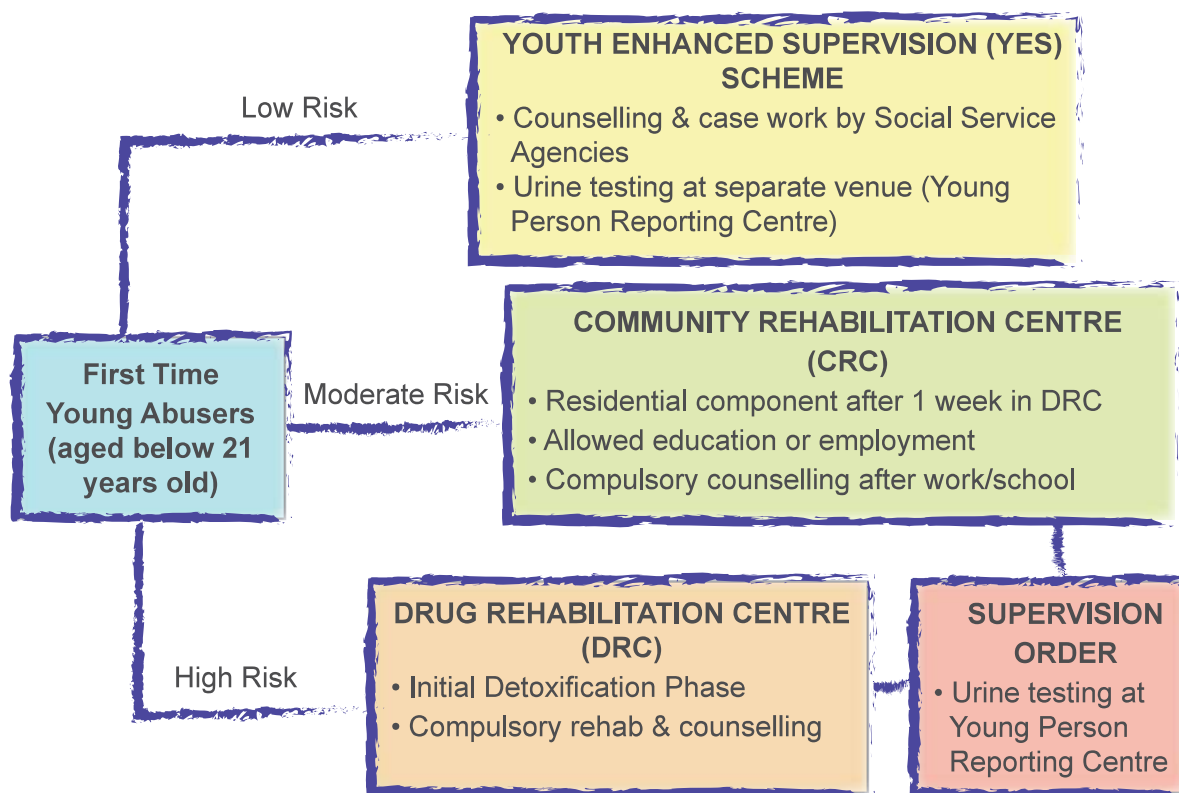 YOUTH ENHANCED SUPERVISION (YES)
SCHEME
• Counselling & case work by Social Service
Agencies
• Urine testing at separate venue (Young
Person Reporting Centre)
Low Risk
First Time
Young Abusers
(aged below 21
years old)
Moderate Risk
COMMUNITY REHABILITATION CENTRE
(CRC)
• Residential component after 1 week in DRC
• Allowed education or employment
• Compulsory counselling after work/school
High Risk
DRUG REHABILITATION CENTRE
(DRC)
• Initial Detoxification Phase
• Compulsory rehab & counselling
SUPERVISION
ORDER
• Urine testing at
Young Person
Reporting Centre